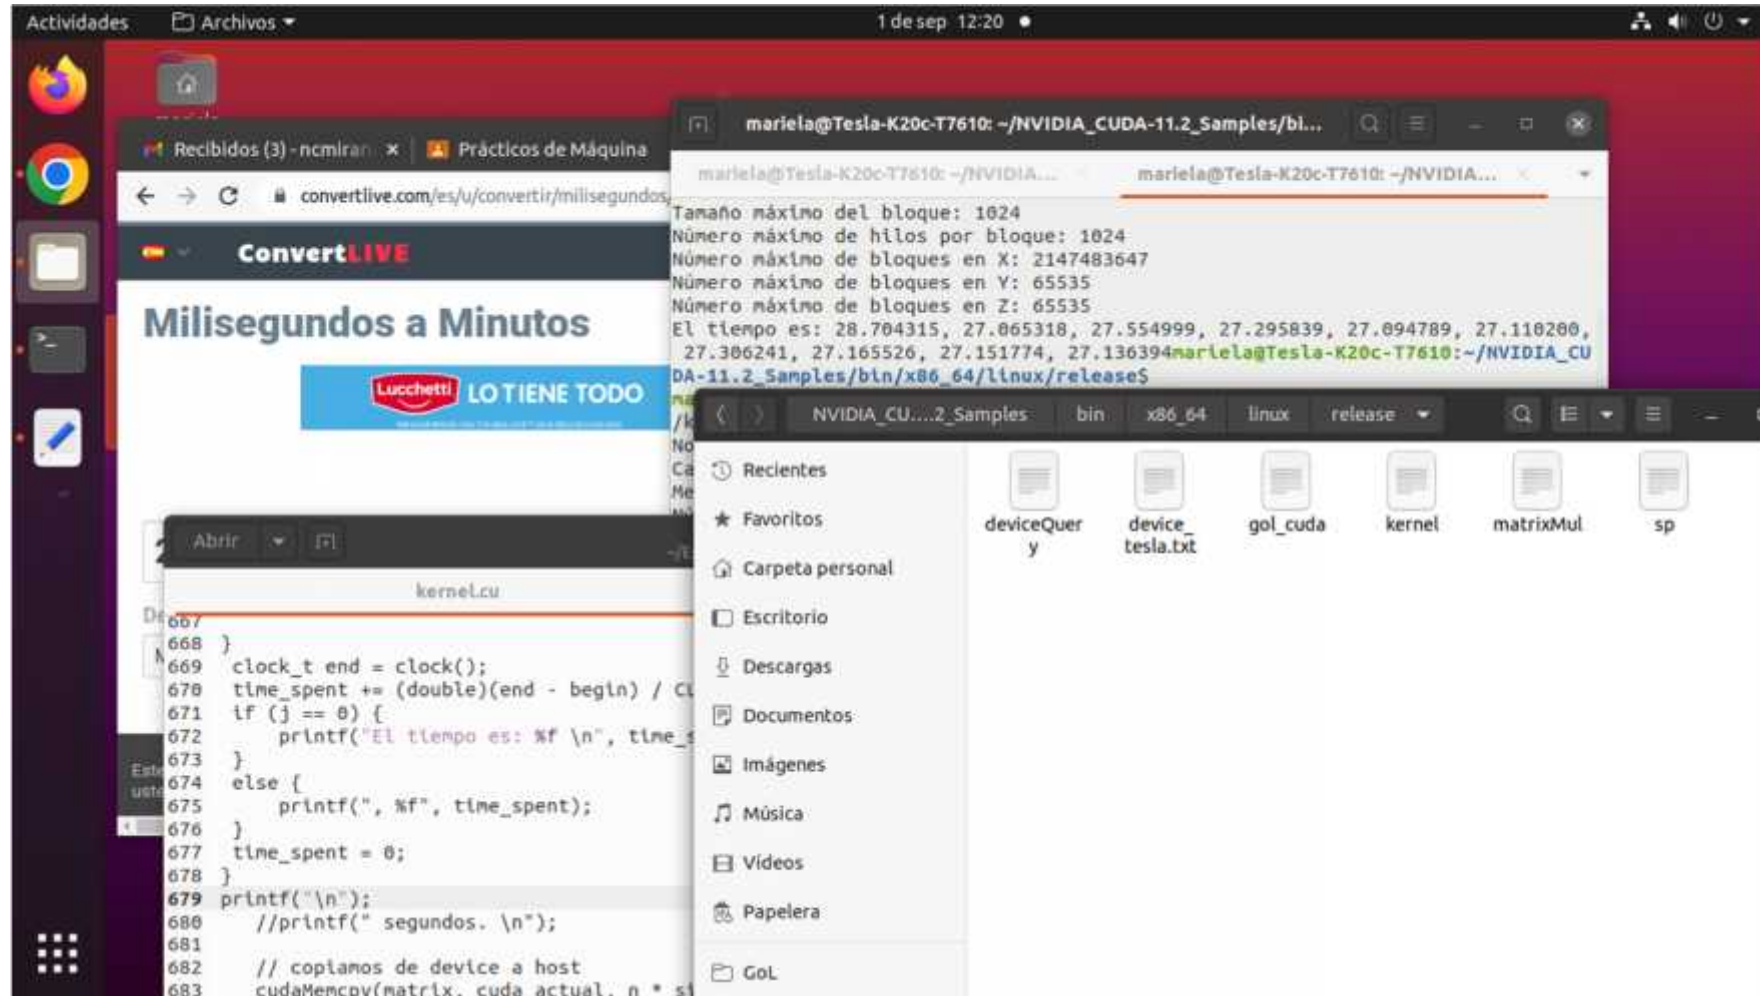 Actividades
Archivos
1 de sep 12:20
Recibidos (3) - ncmiran
Prácticos de Máquina
convertlive.com/es/u/convertir/milisegundos
ConvertLIVE
Milisegundos a Minutos
Lucchetti LO TIENE TODO
mariela@Tesla-K20c-T7610: ~/NVIDIA_CUDA-11.2_Samples/bi...
mariela@Tesla-K20c-T7610: ~/NVIDIA...
mariela@Tesla-K20c-T7610: ~/NVIDIA...
Tamaño máximo del bloque: 1024
Número máximo de hilos por bloque: 1024
Número máximo de bloques en X: 2147483647
Número máximo de bloques en Y: 65535
Número máximo de bloques en Z: 65535
El tiempo es: 28.704315, 27.065318, 27.554999, 27.295839, 27.094789, 27.110200,
27.306241, 27.165526, 27.151774, 27.136394mariela@Tesla-K20c-T7610:~/NVIDIA_CU
DA-11.2_Samples/bin/x86_64/linux/release$
NVIDIA_CU....2_Samples
bin
x86_64
linux
release
Recientes
Favoritos
Carpeta personal
Escritorio
Descargas
Documentos
Imágenes
Música
Vídeos
Papelera
GoL
deviceQuer
y
device_
tesla.txt
gol_cuda
kernel
matrixMul
sp
Abrir
kernel.cu
667
668 }
669 clock_t end = clock();
670 time_spent += (double)(end - begin) / CL
671 if (j == 0) {
672 printf("El tiempo es: %f \n", time_s
673 }
674 else {
675 printf(", %f", time_spent);
676 }
677 time_spent = 0;
678 }
679 printf("\n");
680 //printf(" segundos. \n");
681
682 // copiamos de device a host
683 cudaMemcpy(matrix, cuda_actual, n * si